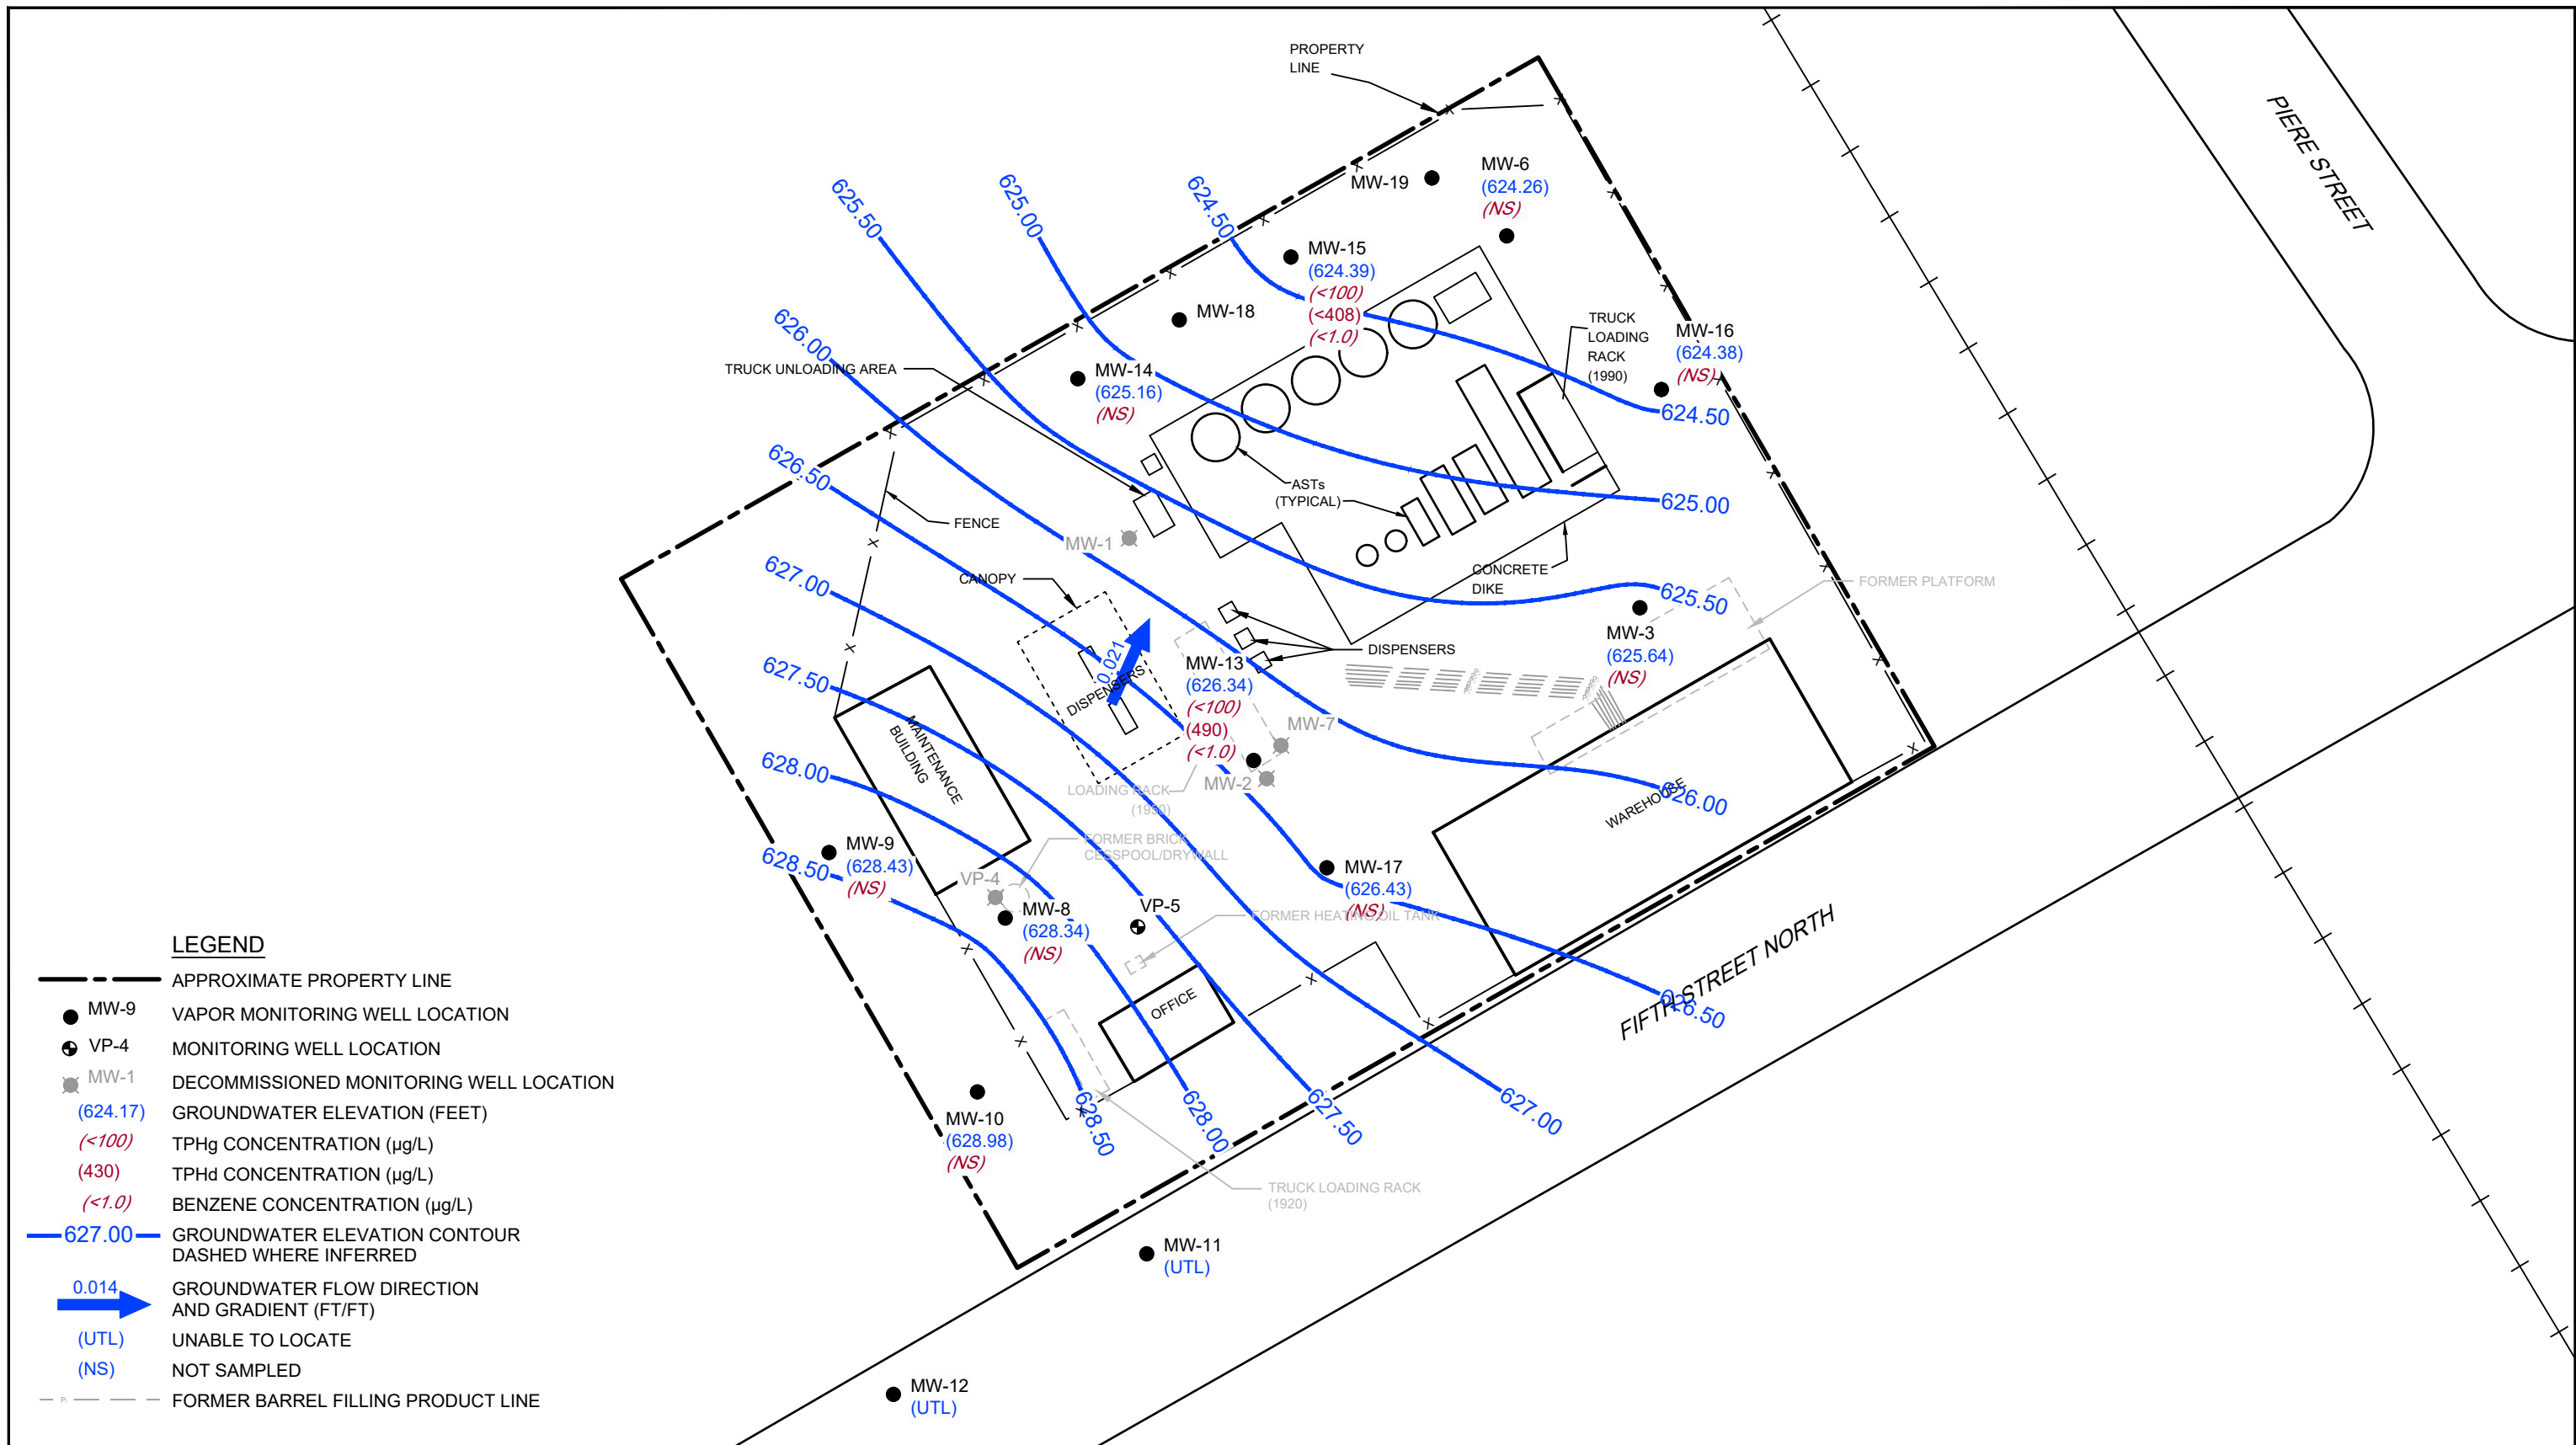 PROPERTY
LINE
PIERE STREET
MW-19
MW-6
(624.26)
(NS)
625.50
625.00
624.50
MW-15
(624.39)
(<100)
(<408)
(<1.0)
MW-18
626.00
TRUCK
LOADING
RACK
(1990)
MW-16
(624.38)
(NS)
TRUCK UNLOADING AREA
MW-14
(625.16)
(NS)
624.50
626.50
ASTs
(TYPICAL)
625.00
FENCE
MW-1
627.00
CANOPY
CONCRETE
DIKE
625.50
FORMER PLATFORM
MW-3
(625.64)
(NS)
DISPENSERS
0.021
DISPENSERS
627.50
MW-13
(626.34)
(<100)
(490)
(<1.0)
MW-7
MAINTENANCE
BUILDING
628.00
MW-2
LOADING RACK
(1990)
WAREHOUSE
626.00
FORMER BRICK
CESSPOOL/DRYWALL
MW-9
(628.43)
(NS)
628.50
VP-4
MW-17
(626.43)
(NS)
MW-8
(628.34)
(NS)
VP-5
FORMER HEATING OIL TANK
FIFTH STREET NORTH
626.50
OFFICE
MW-10
(628.98)
(NS)
628.50
628.00
627.50
627.00
TRUCK LOADING RACK
(1920)
MW-11
(UTL)
MW-12
(UTL)
LEGEND
APPROXIMATE PROPERTY LINE
MW-9 VAPOR MONITORING WELL LOCATION
VP-4 MONITORING WELL LOCATION
MW-1 DECOMMISSIONED MONITORING WELL LOCATION
(624.17) GROUNDWATER ELEVATION (FEET)
(<100) TPHg CONCENTRATION (µg/L)
(430) TPHd CONCENTRATION (µg/L)
(<1.0) BENZENE CONCENTRATION (µg/L)
627.00 GROUNDWATER ELEVATION CONTOUR
DASHED WHERE INFERRED
0.014 GROUNDWATER FLOW DIRECTION
AND GRADIENT (FT/FT)
(UTL) UNABLE TO LOCATE
(NS) NOT SAMPLED
FORMER BARREL FILLING PRODUCT LINE